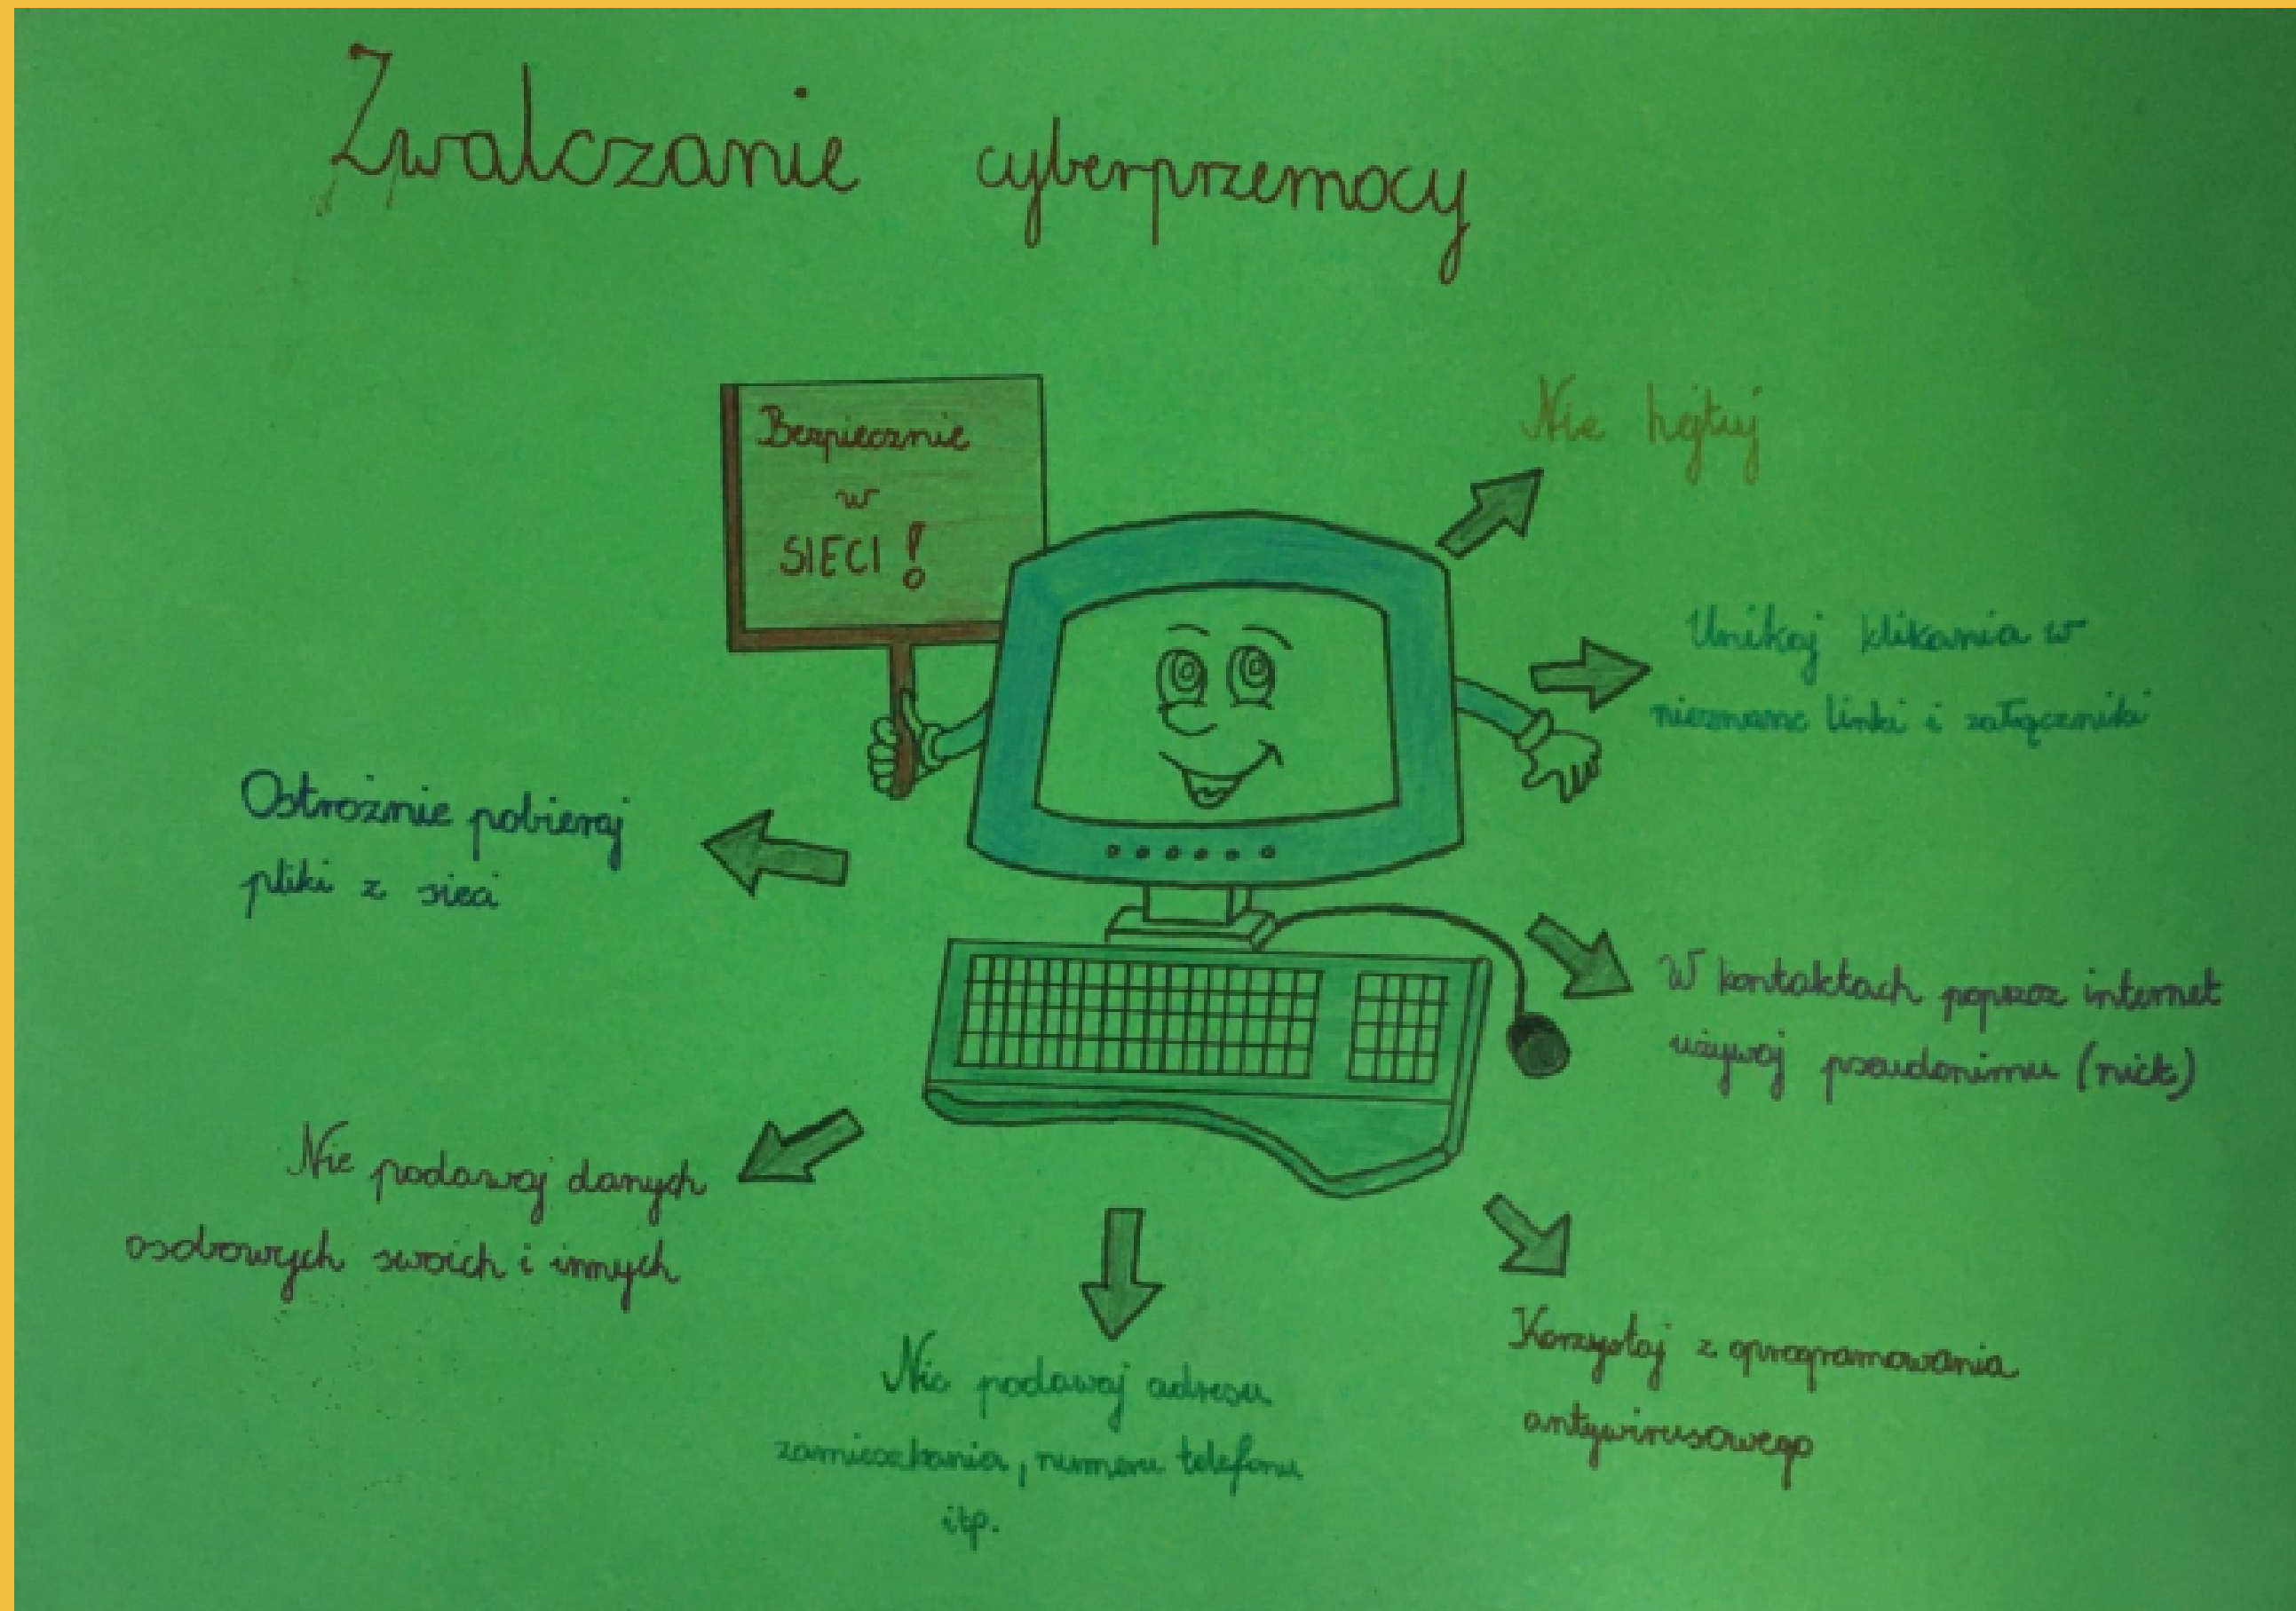 Zwalczanie cyberprzemocy
Bezpiecznie
w
SIECI!
Nie hejtuj
Unikaj klikania w
nieznane linki i załączniki
Ostrożnie pobieraj
pliki z sieci
W kontaktach poprzez internet
używaj pseudonimu (nick)
Nie podawaj danych
osobowych swoich i innych
Nie podawaj adresu
zamieszkania, numeru telefonu
itp.
Korzystaj z oprogramowania
antywirusowego